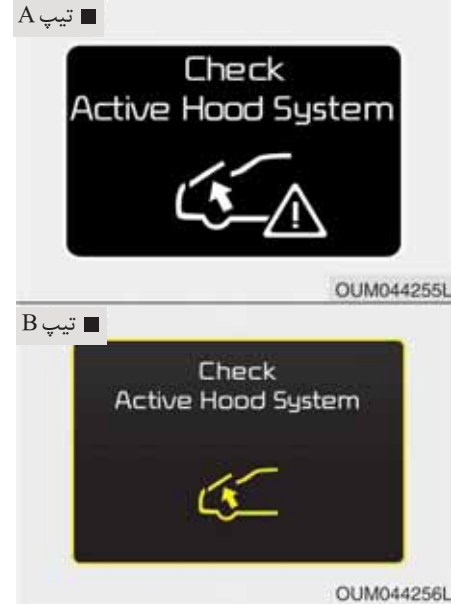 ■ تیپ A
Check
Active Hood System
OUM044255L
■ تیپ B
Check
Active Hood System
OUM044256L